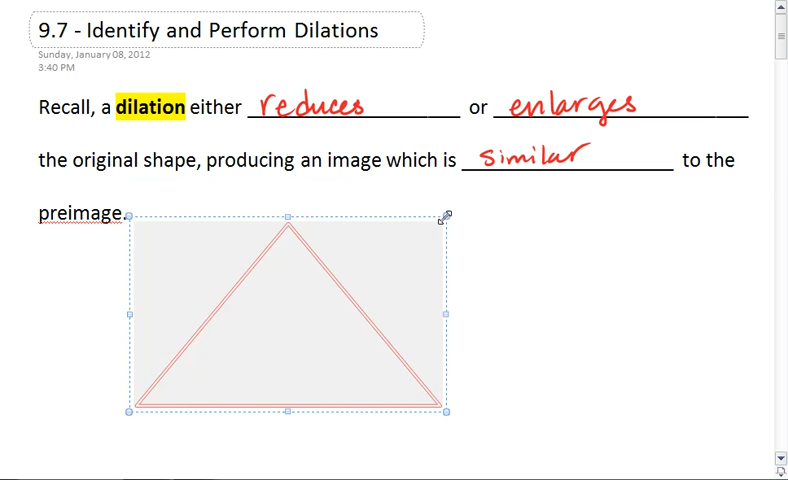 9.7 - Identify and Perform Dilations
Sunday, January 08, 2012
3:40 PM
Recall, a dilation either reduces or enlarges
the original shape, producing an image which is similar to the
preimage.